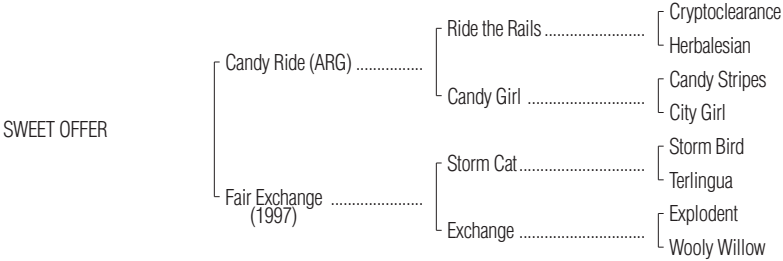 Cryptoclearance
Ride the Rails ........................
Herbalesian
Candy Ride (ARG) ................
Candy Stripes
Candy Girl ............................
City Girl
SWEET OFFER
Storm Bird
Storm Cat..............................
Terlingua
Fair Exchange ......................
(1997)
Explodent
Exchange ..............................
Wooly Willow